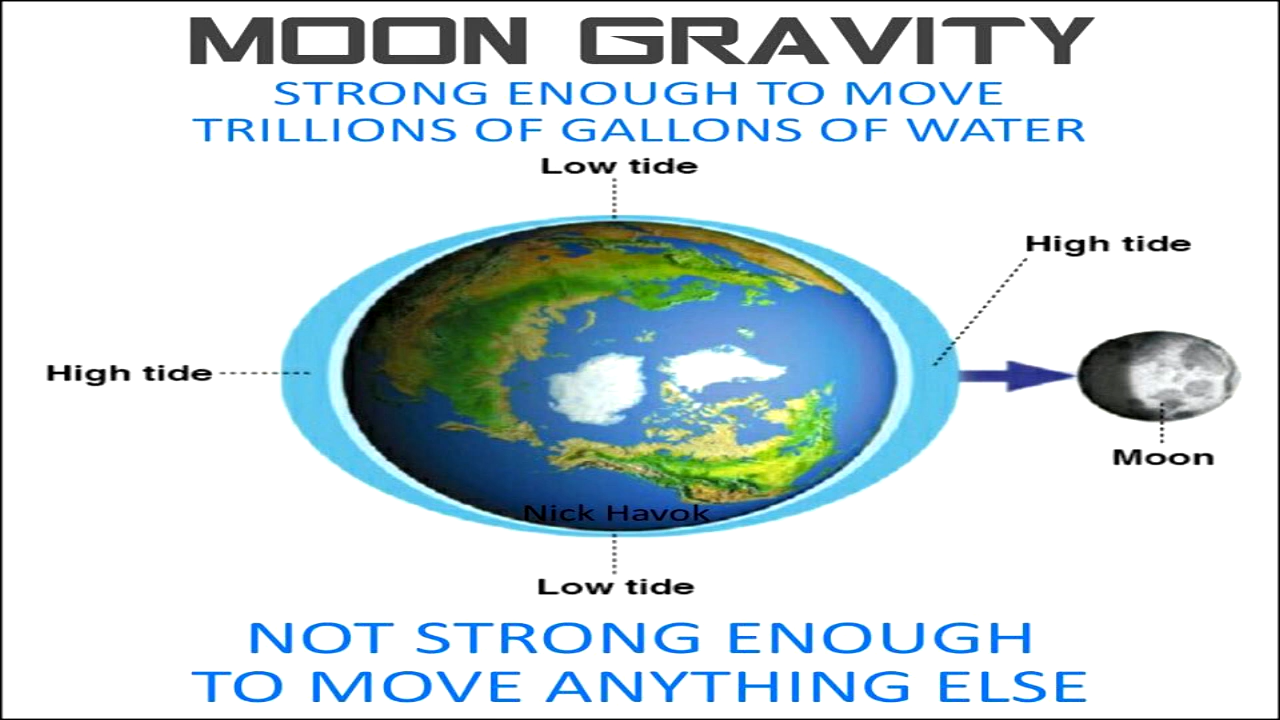 MOON GRAVITY
STRONG ENOUGH TO MOVE
TRILLIONS OF GALLONS OF WATER
Low tide
High tide
High tide
Moon
Nick Havok
Low tide
NOT STRONG ENOUGH
TO MOVE ANYTHING ELSE